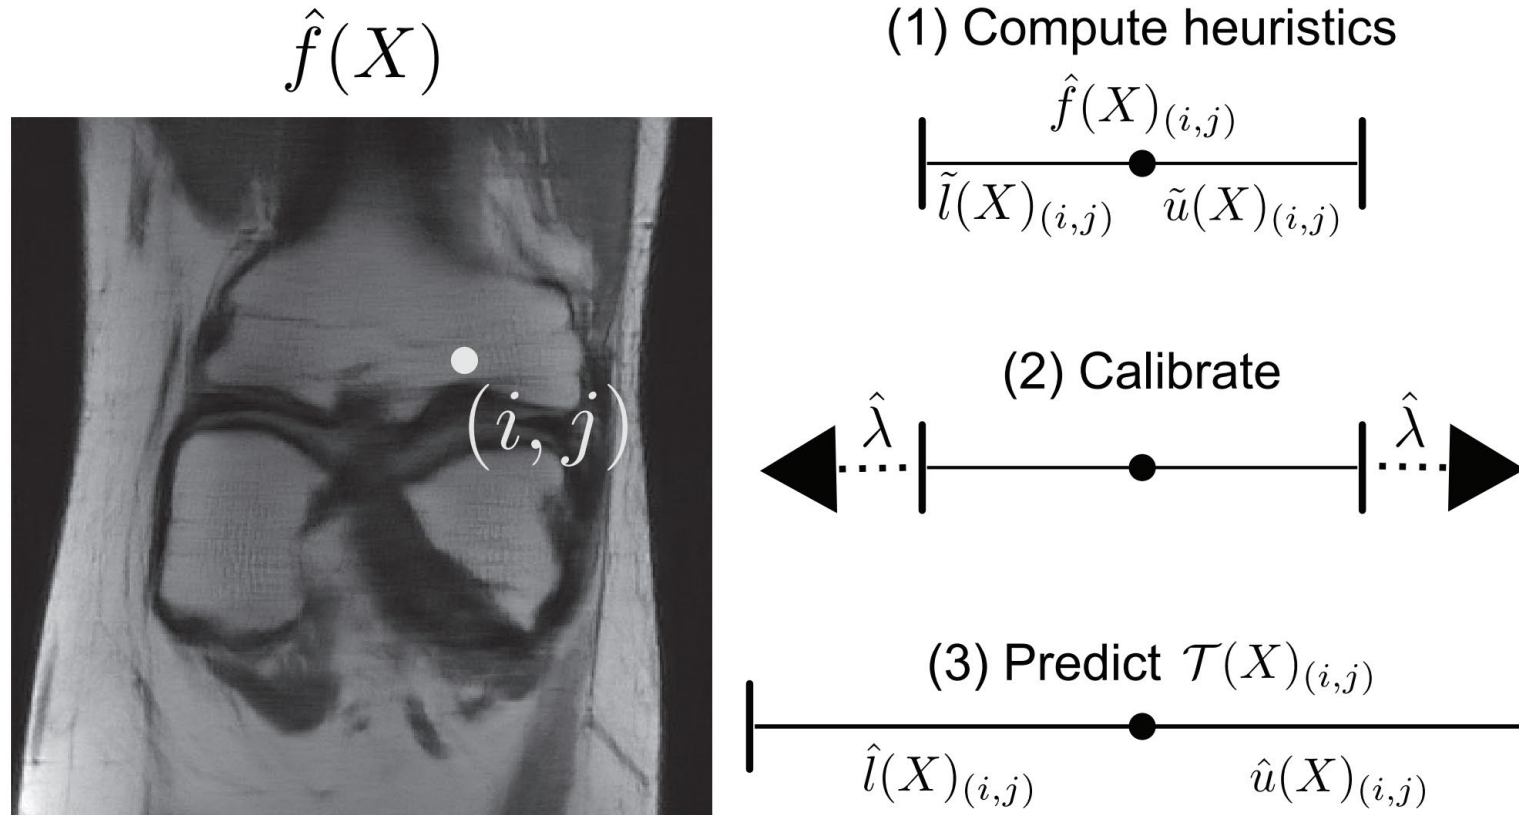 f̂(X)
(i, j)
(1) Compute heuristics
f̂(X)₍ᵢ,ⱼ₎
l̃(X)₍ᵢ,ⱼ₎ ũ(X)₍ᵢ,ⱼ₎
(2) Calibrate
λ̂ λ̂
(3) Predict 𝒯(X)₍ᵢ,ⱼ₎
l̂(X)₍ᵢ,ⱼ₎ û(X)₍ᵢ,ⱼ₎